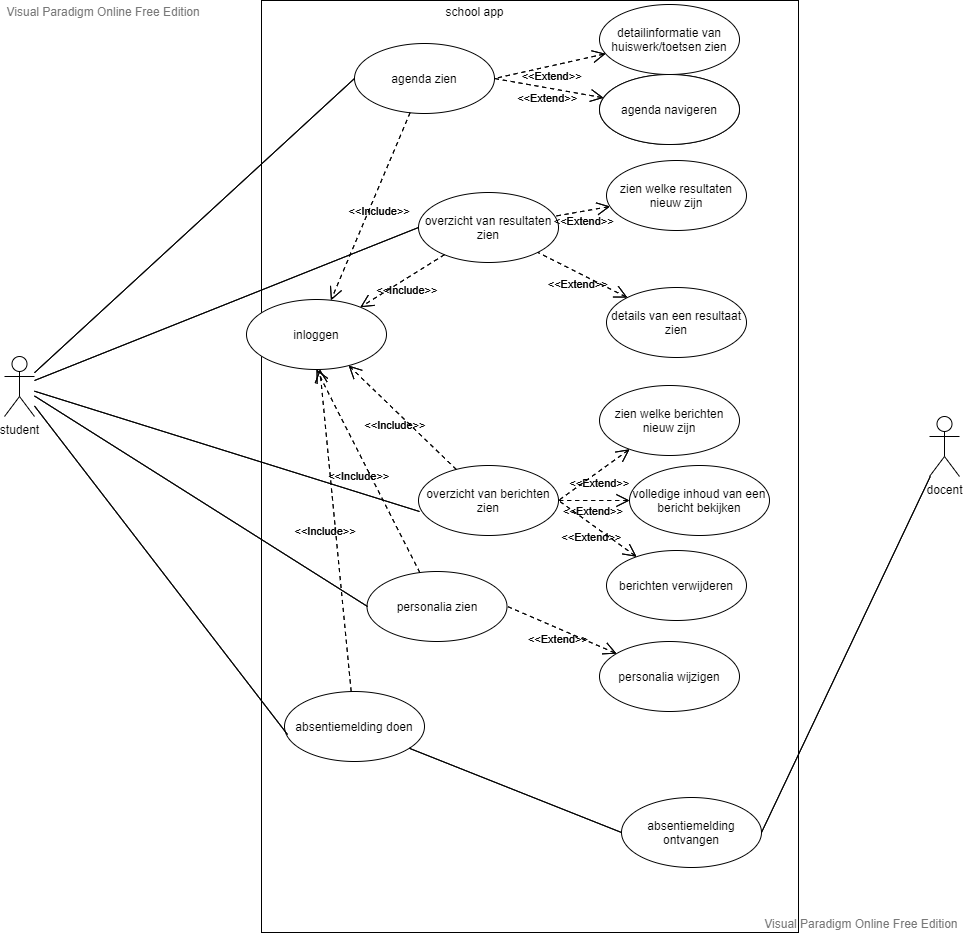 Visual Paradigm Online Free Edition
school app
detailinformatie van
huiswerk/toetsen zien
agenda zien
<<Extend>>
<<Extend>>
agenda navigeren
zien welke resultaten
nieuw zijn
<<Include>>
overzicht van resultaten
zien
<<Extend>>
<<Include>>
<<Extend>>
details van een resultaat
zien
inloggen
student
zien welke berichten
nieuw zijn
<<Include>>
<<Include>>
overzicht van berichten
zien
<<Extend>>
volledige inhoud van een
bericht bekijken
<<Extend>>
<<Extend>>
docent
<<Include>>
berichten verwijderen
personalia zien
<<Extend>>
personalia wijzigen
absentiemelding doen
absentiemelding
ontvangen
Visual Paradigm Online Free Edition